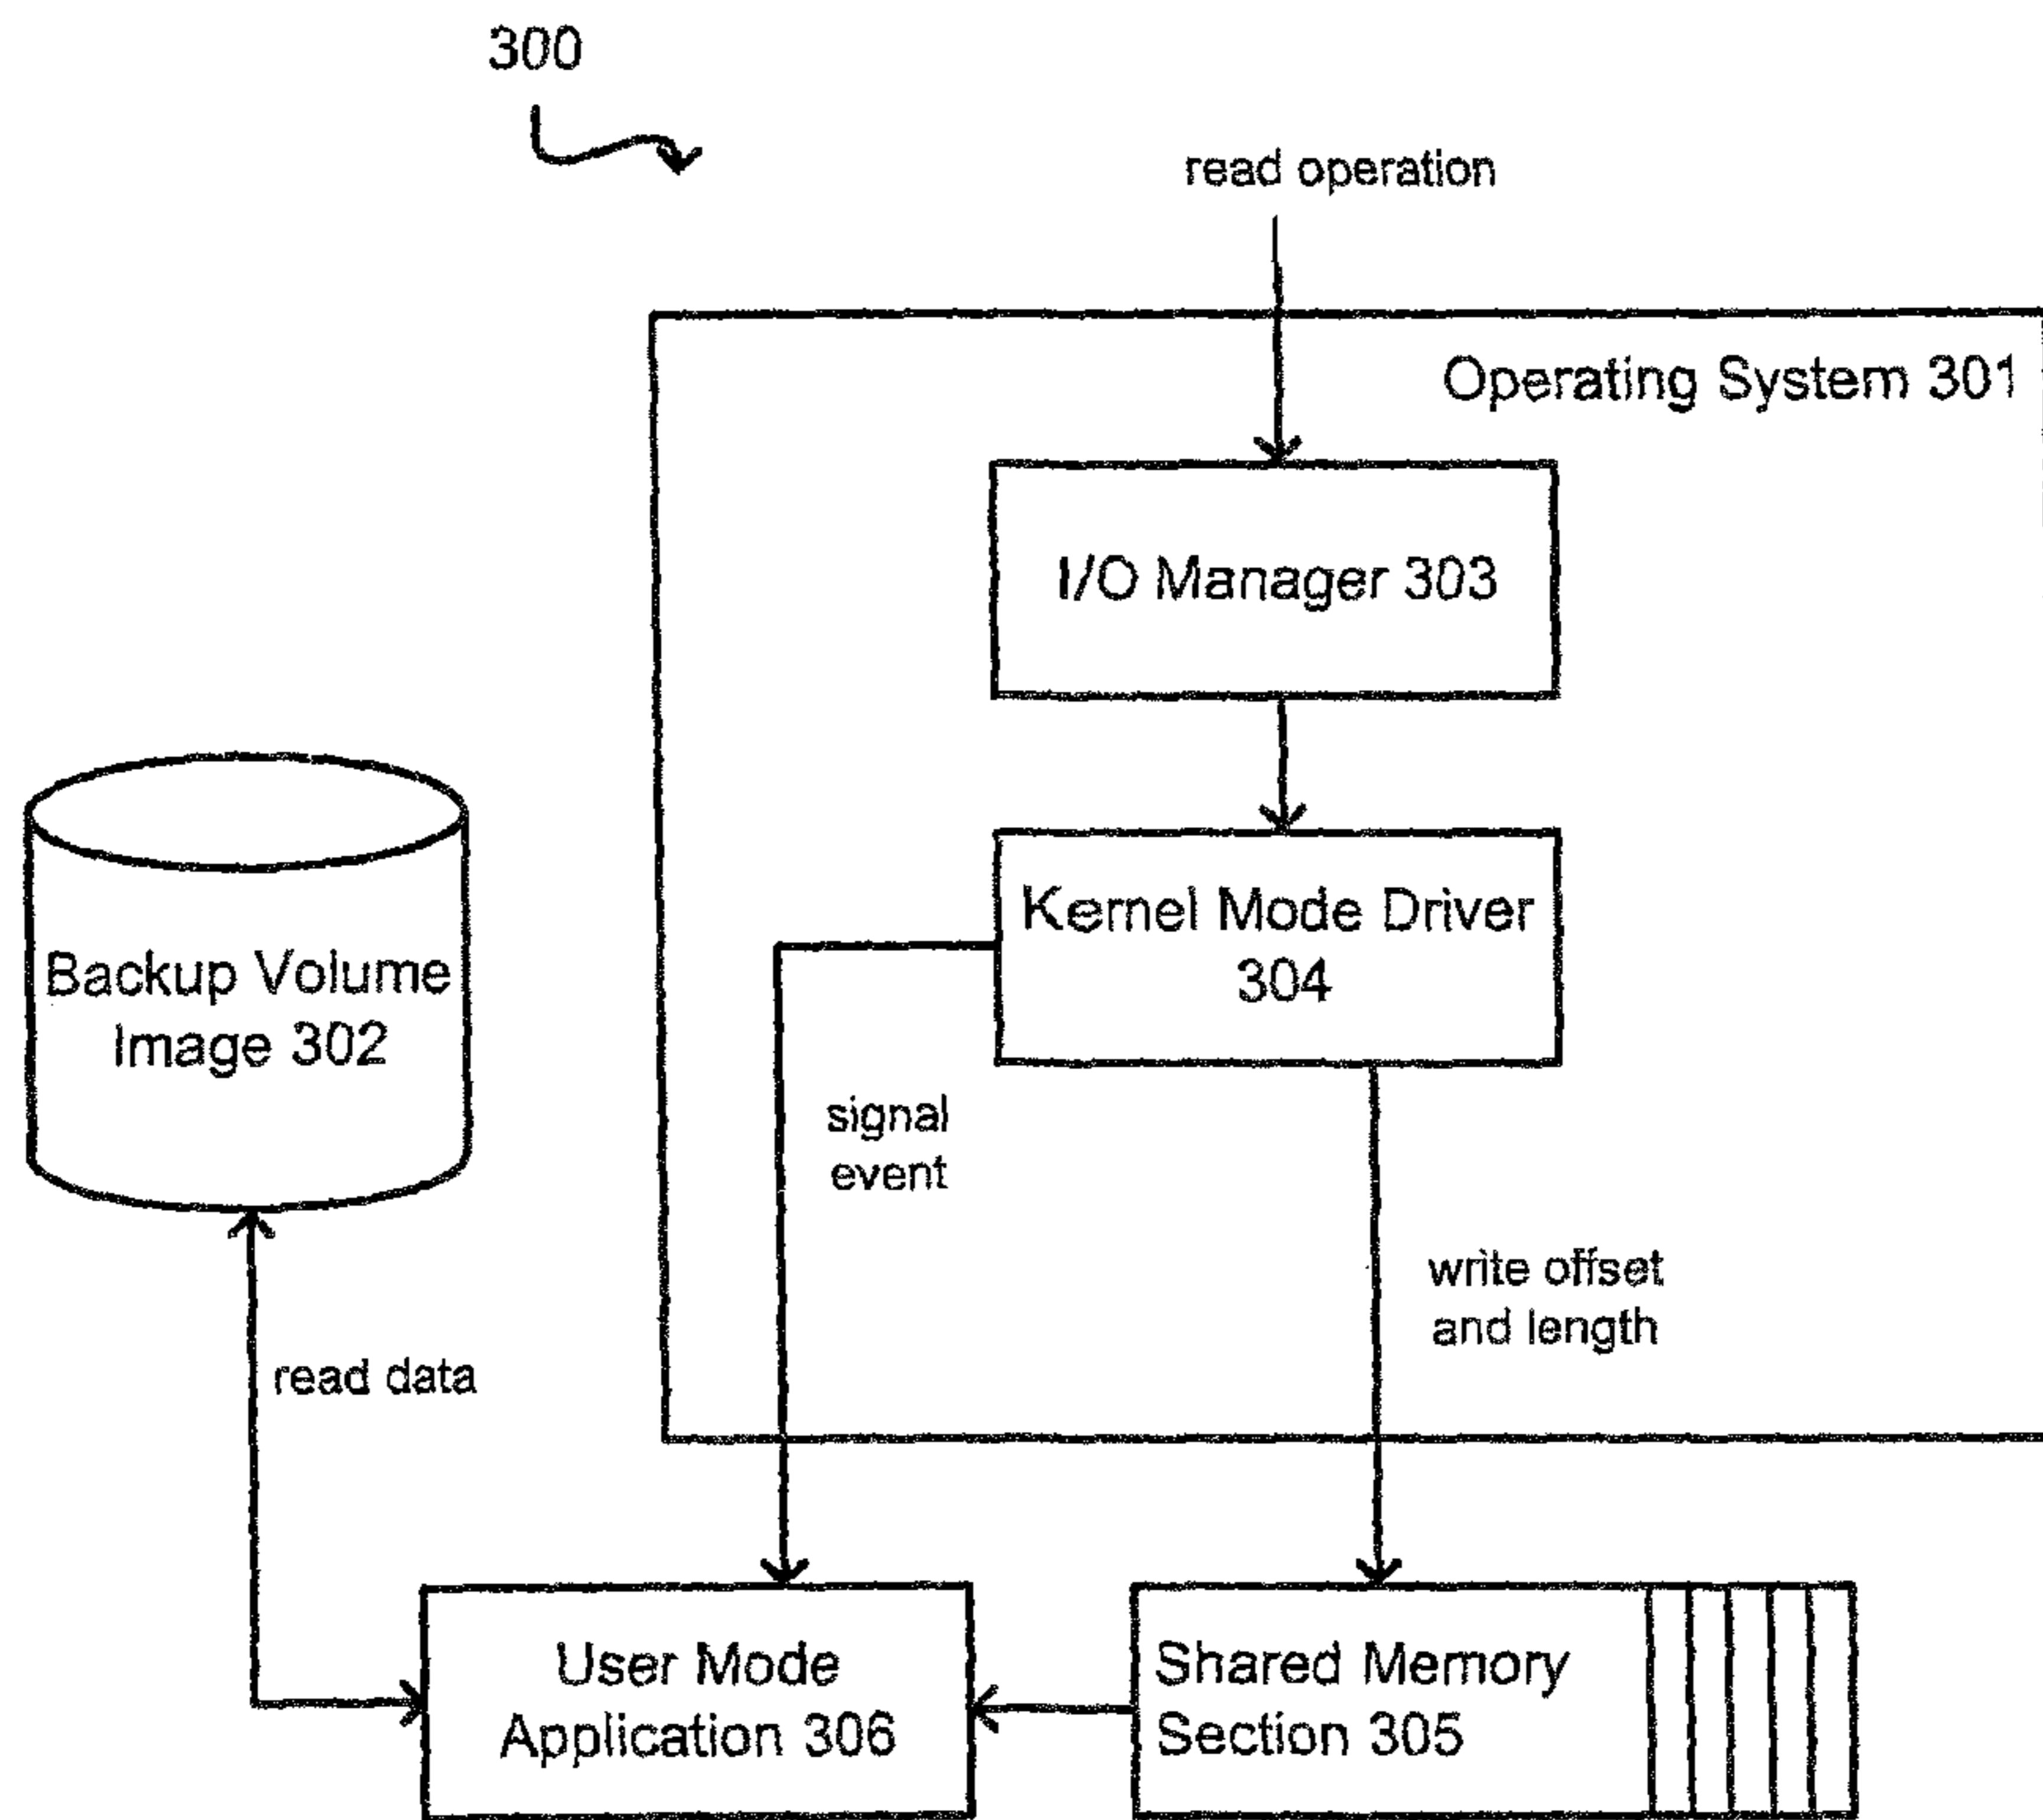 300
read operation
Operating System 301
I/O Manager 303
Kernel Mode Driver
304
Backup Volume
Image 302
signal
event
write offset
and length
read data
User Mode
Application 306
Shared Memory
Section 305